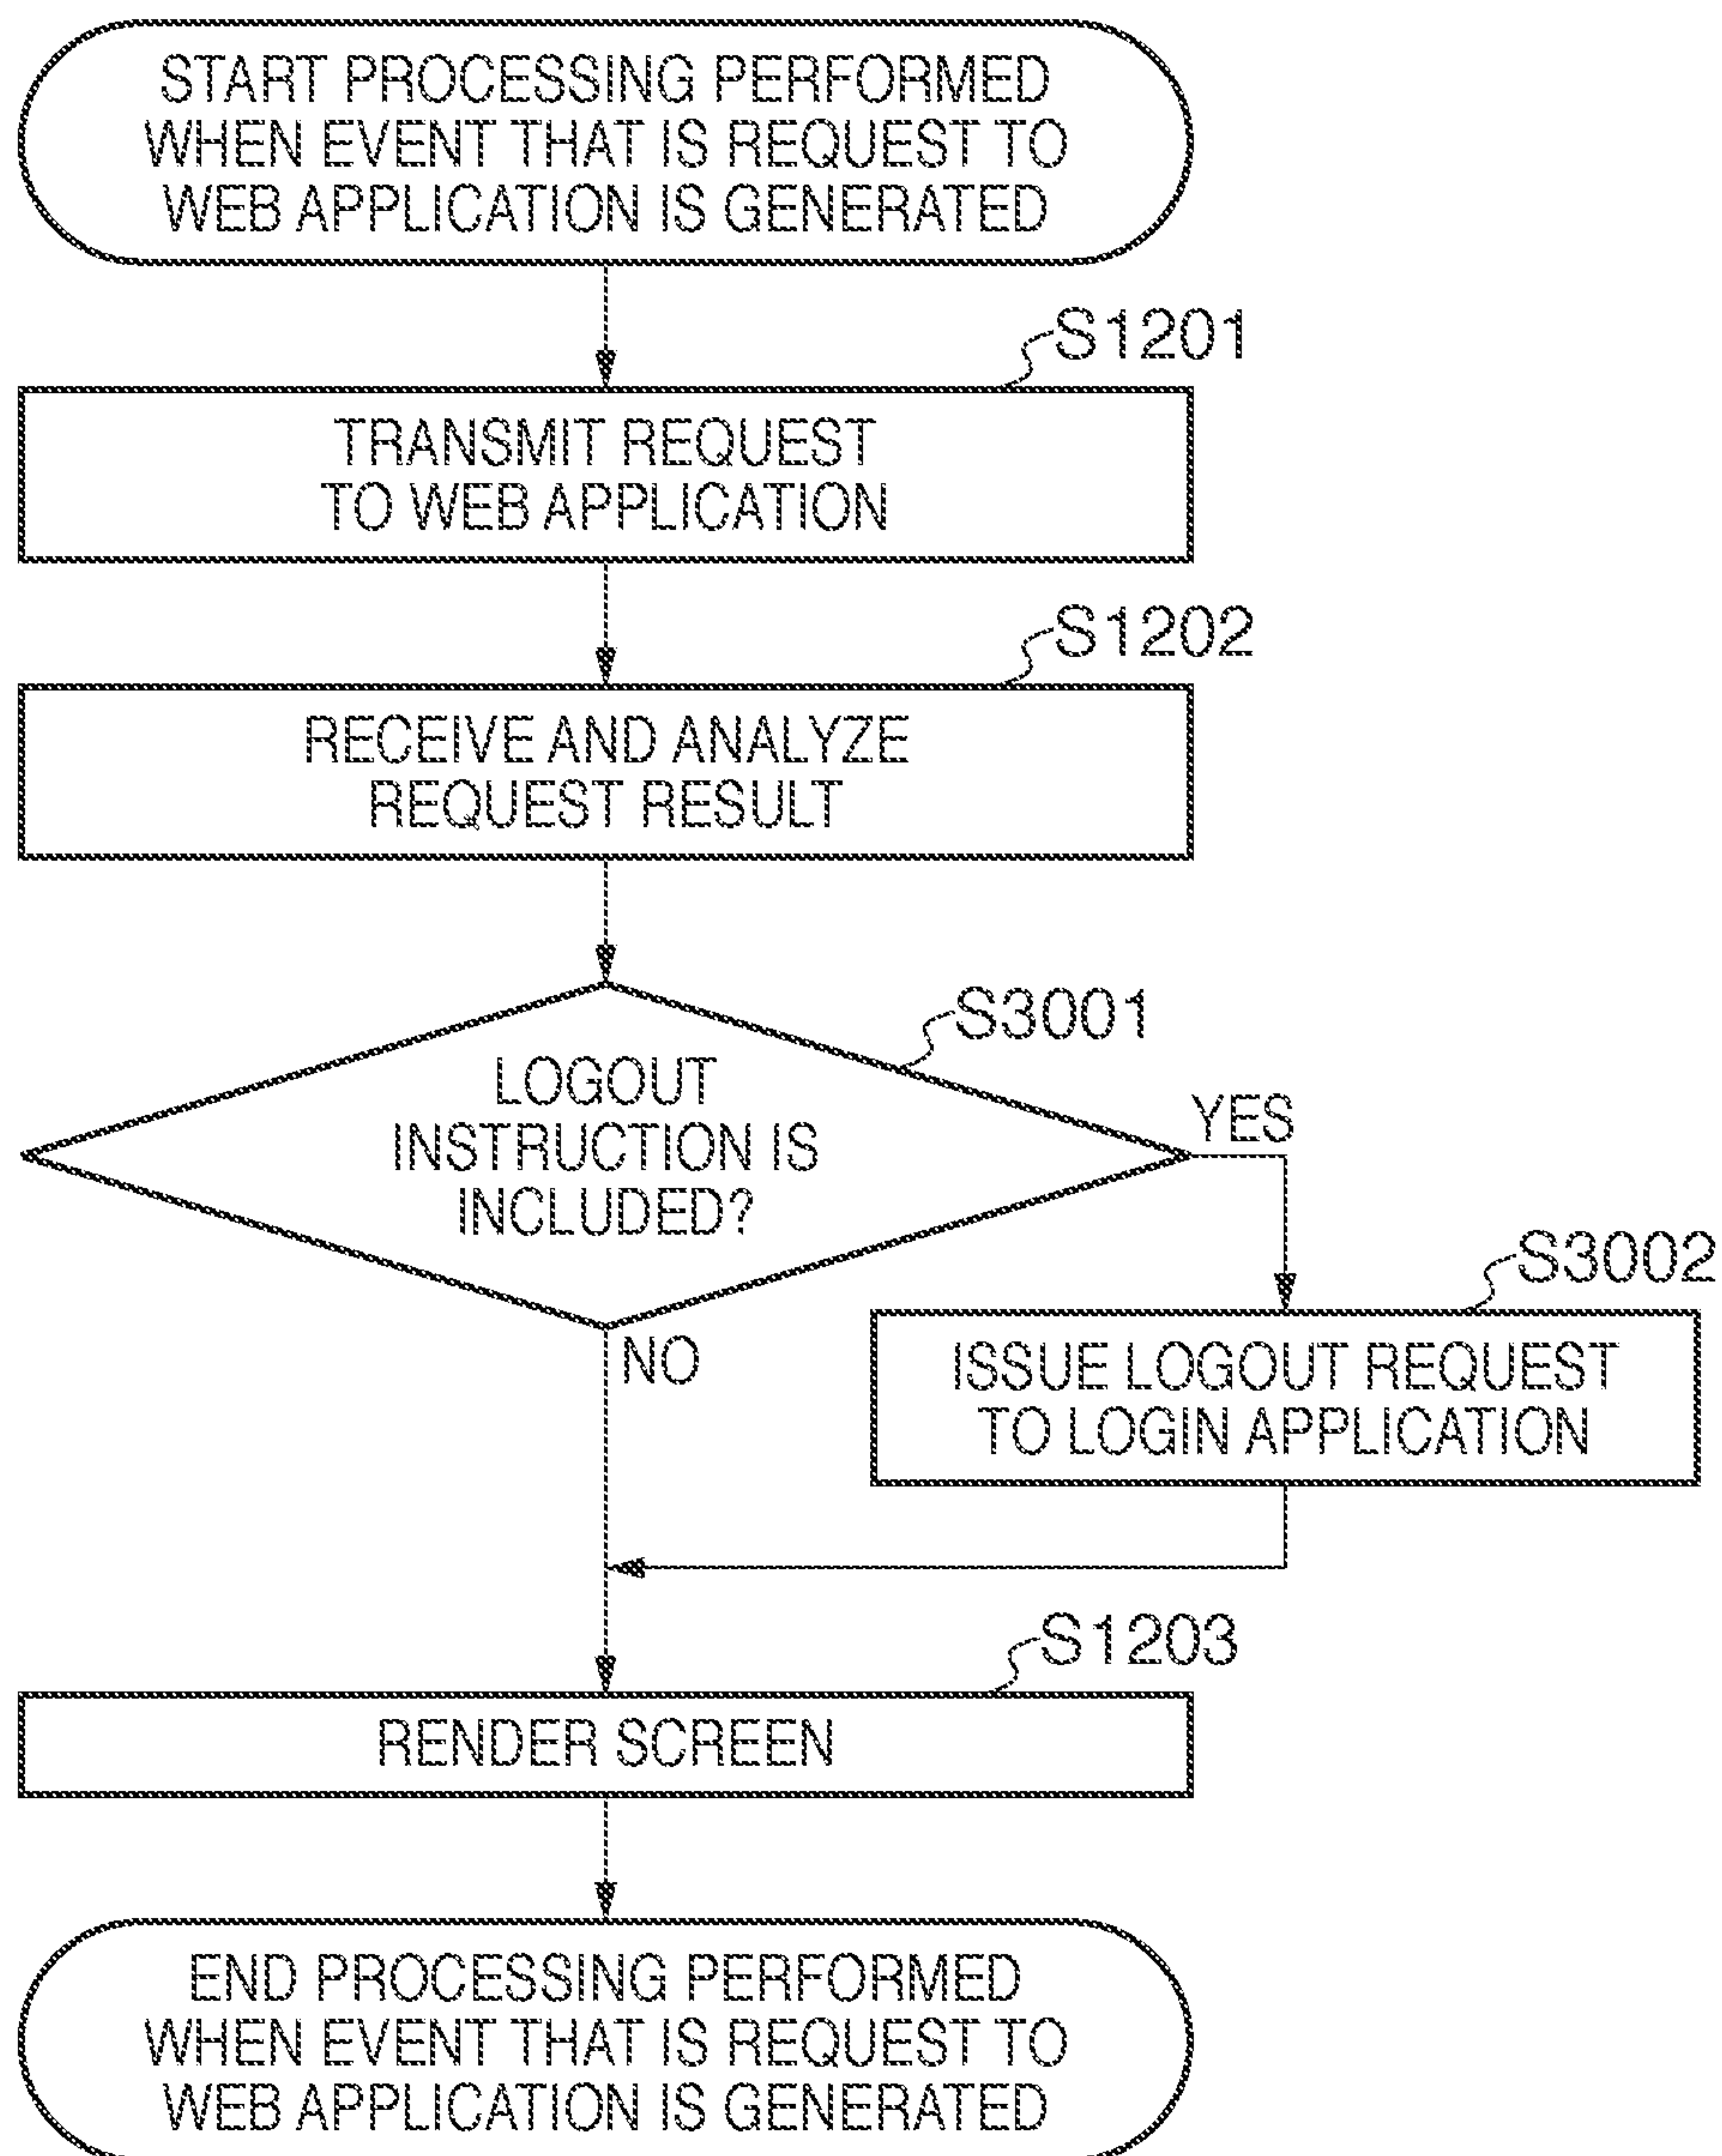 START PROCESSING PERFORMED
WHEN EVENT THAT IS REQUEST TO
WEB APPLICATION IS GENERATED
S1201
TRANSMIT REQUEST
TO WEB APPLICATION
S1202
RECEIVE AND ANALYZE
REQUEST RESULT
S3001
LOGOUT
INSTRUCTION IS
INCLUDED?
YES
NO
S3002
ISSUE LOGOUT REQUEST
TO LOGIN APPLICATION
S1203
RENDER SCREEN
END PROCESSING PERFORMED
WHEN EVENT THAT IS REQUEST TO
WEB APPLICATION IS GENERATED